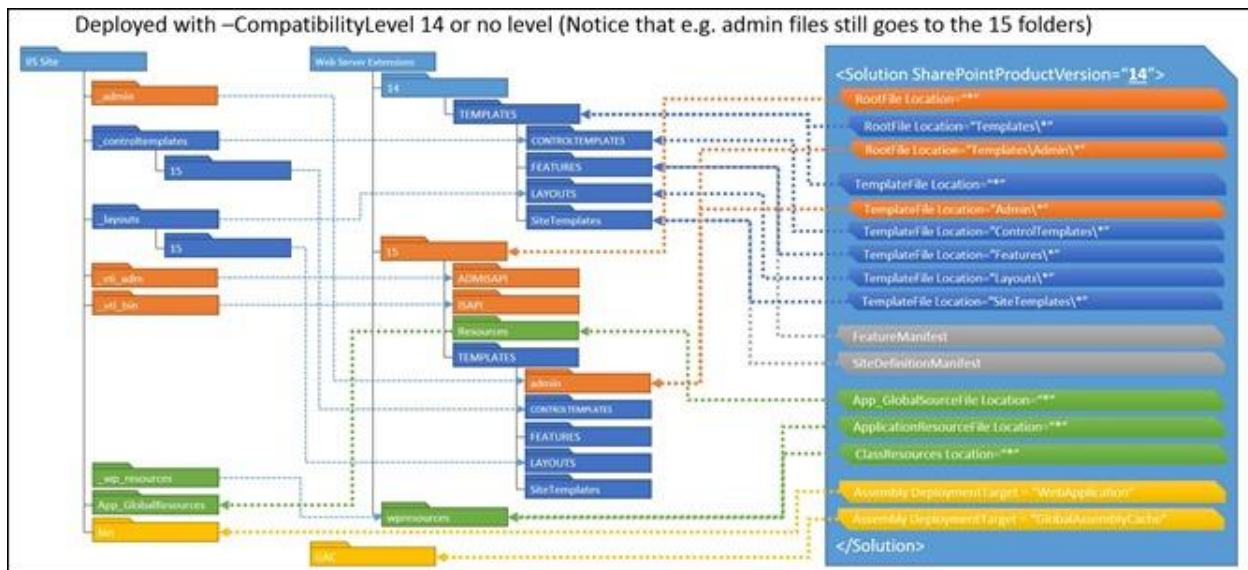 Deployed with –CompatibilityLevel 14 or no level (Notice that e.g. admin files still goes to the 15 folders)
IIS Site
_admin
_controltemplates
15
_layouts
15
_vti_adm
_vti_bin
_wp_resources
App_GlobalResources
bin
Web Server Extensions
14
TEMPLATES
CONTROLTEMPLATES
FEATURES
LAYOUTS
SiteTemplates
15
ADMISAPI
ISAPI
Resources
TEMPLATES
admin
CONTROLTEMPLATES
FEATURES
LAYOUTS
SiteTemplates
wpresources
GAC
<Solution SharePointProductVersion="14">
RootFile Location="*"
RootFile Location="Templates\*"
RootFile Location="Templates\Admin\*"
TemplateFile Location="*"
TemplateFile Location="Admin\*"
TemplateFile Location="ControlTemplates\*"
TemplateFile Location="Features\*"
TemplateFile Location="Layouts\*"
TemplateFile Location="SiteTemplates\*"
FeatureManifest
SiteDefinitionManifest
App_GlobalSourceFile Location="*"
ApplicationResourceFile Location="*"
ClassResources Location="*"
Assembly DeploymentTarget = "WebApplication"
Assembly DeploymentTarget = "GlobalAssemblyCache"
</Solution>